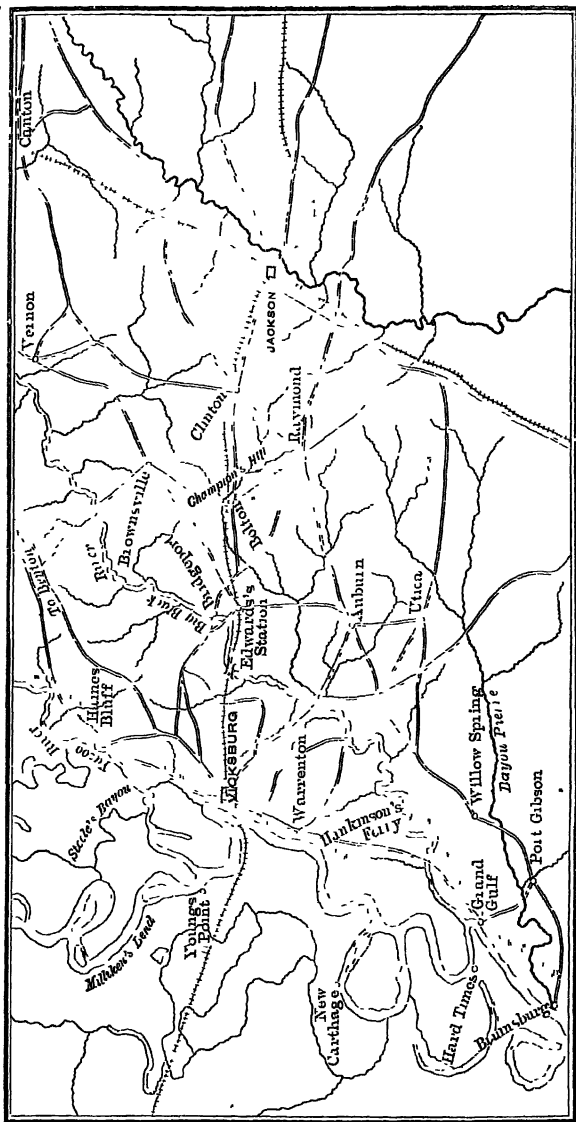 Canton
Vernon
JACKSON
Clinton
Raymond
Champion's Hill
Bolton
Brownsville
Bridgeport
Big Black
River
Edwards's
Station
Auburn
Utica
Haines
Bluff
River
Yazoo
VICKSBURG
Warrenton
Steele's Bayou
Milliken's Bend
Young's
Point
Hankinson's
Ferry
Willow Spring
Bayou Pierre
Port Gibson
Grand
Gulf
New
Carthage
Hard Times
Bruinsburg